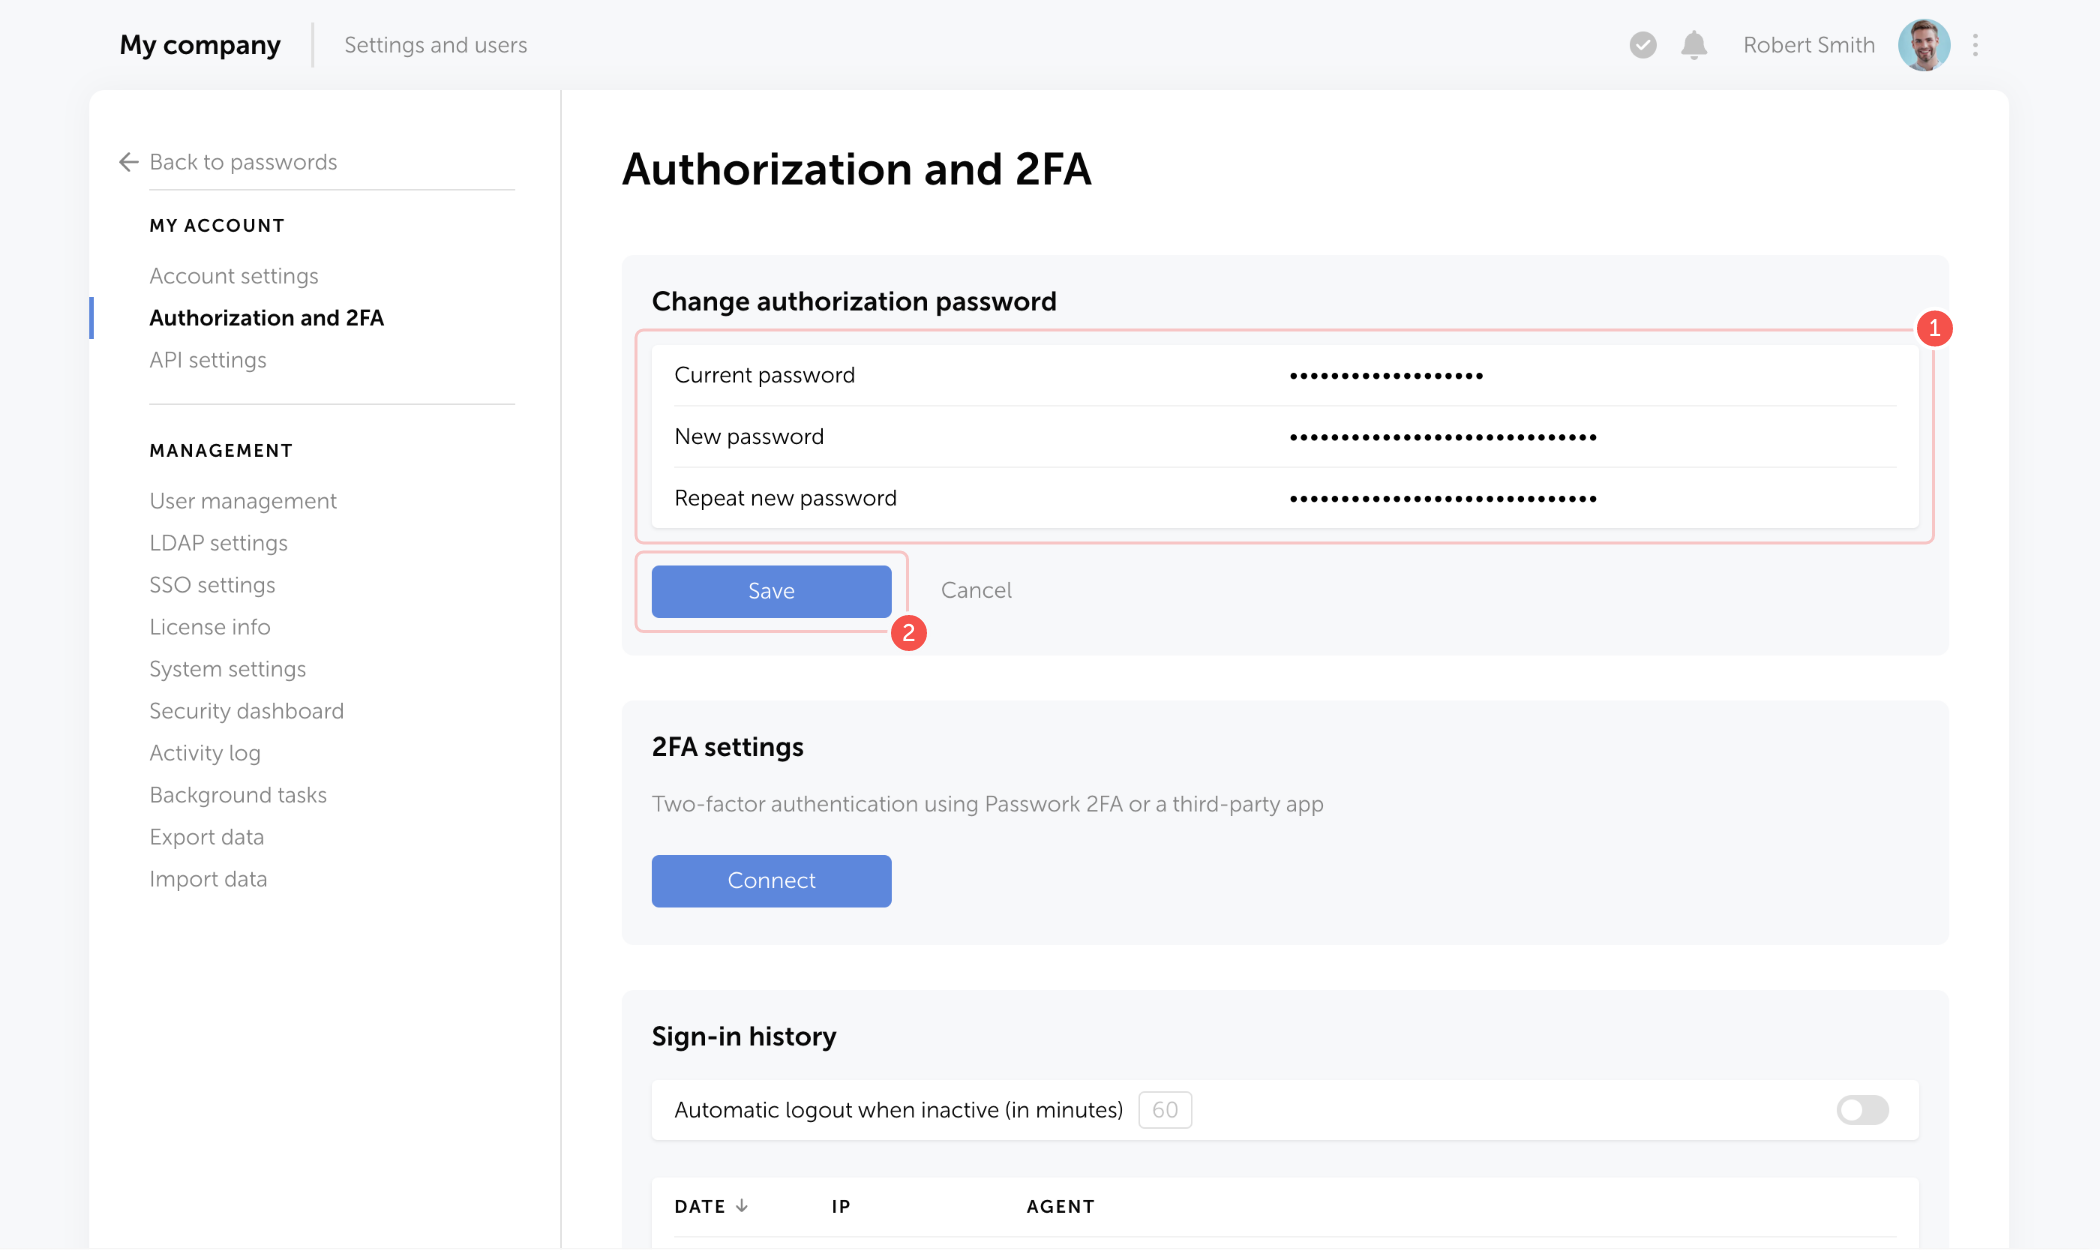 My company
Settings and users
Robert Smith
Back to passwords
MY ACCOUNT
Account settings
Authorization and 2FA
API settings
MANAGEMENT
User management
LDAP settings
SSO settings
License info
System settings
Security dashboard
Activity log
Background tasks
Export data
Import data
Authorization and 2FA
Change authorization password
1
Current password •••••••••••••••••••
New password ••••••••••••••••••••••••••••••
Repeat new password ••••••••••••••••••••••••••••••
Save
Cancel
2
2FA settings
Two-factor authentication using Passwork 2FA or a third-party app
Connect
Sign-in history
Automatic logout when inactive (in minutes) 60
DATE IP AGENT